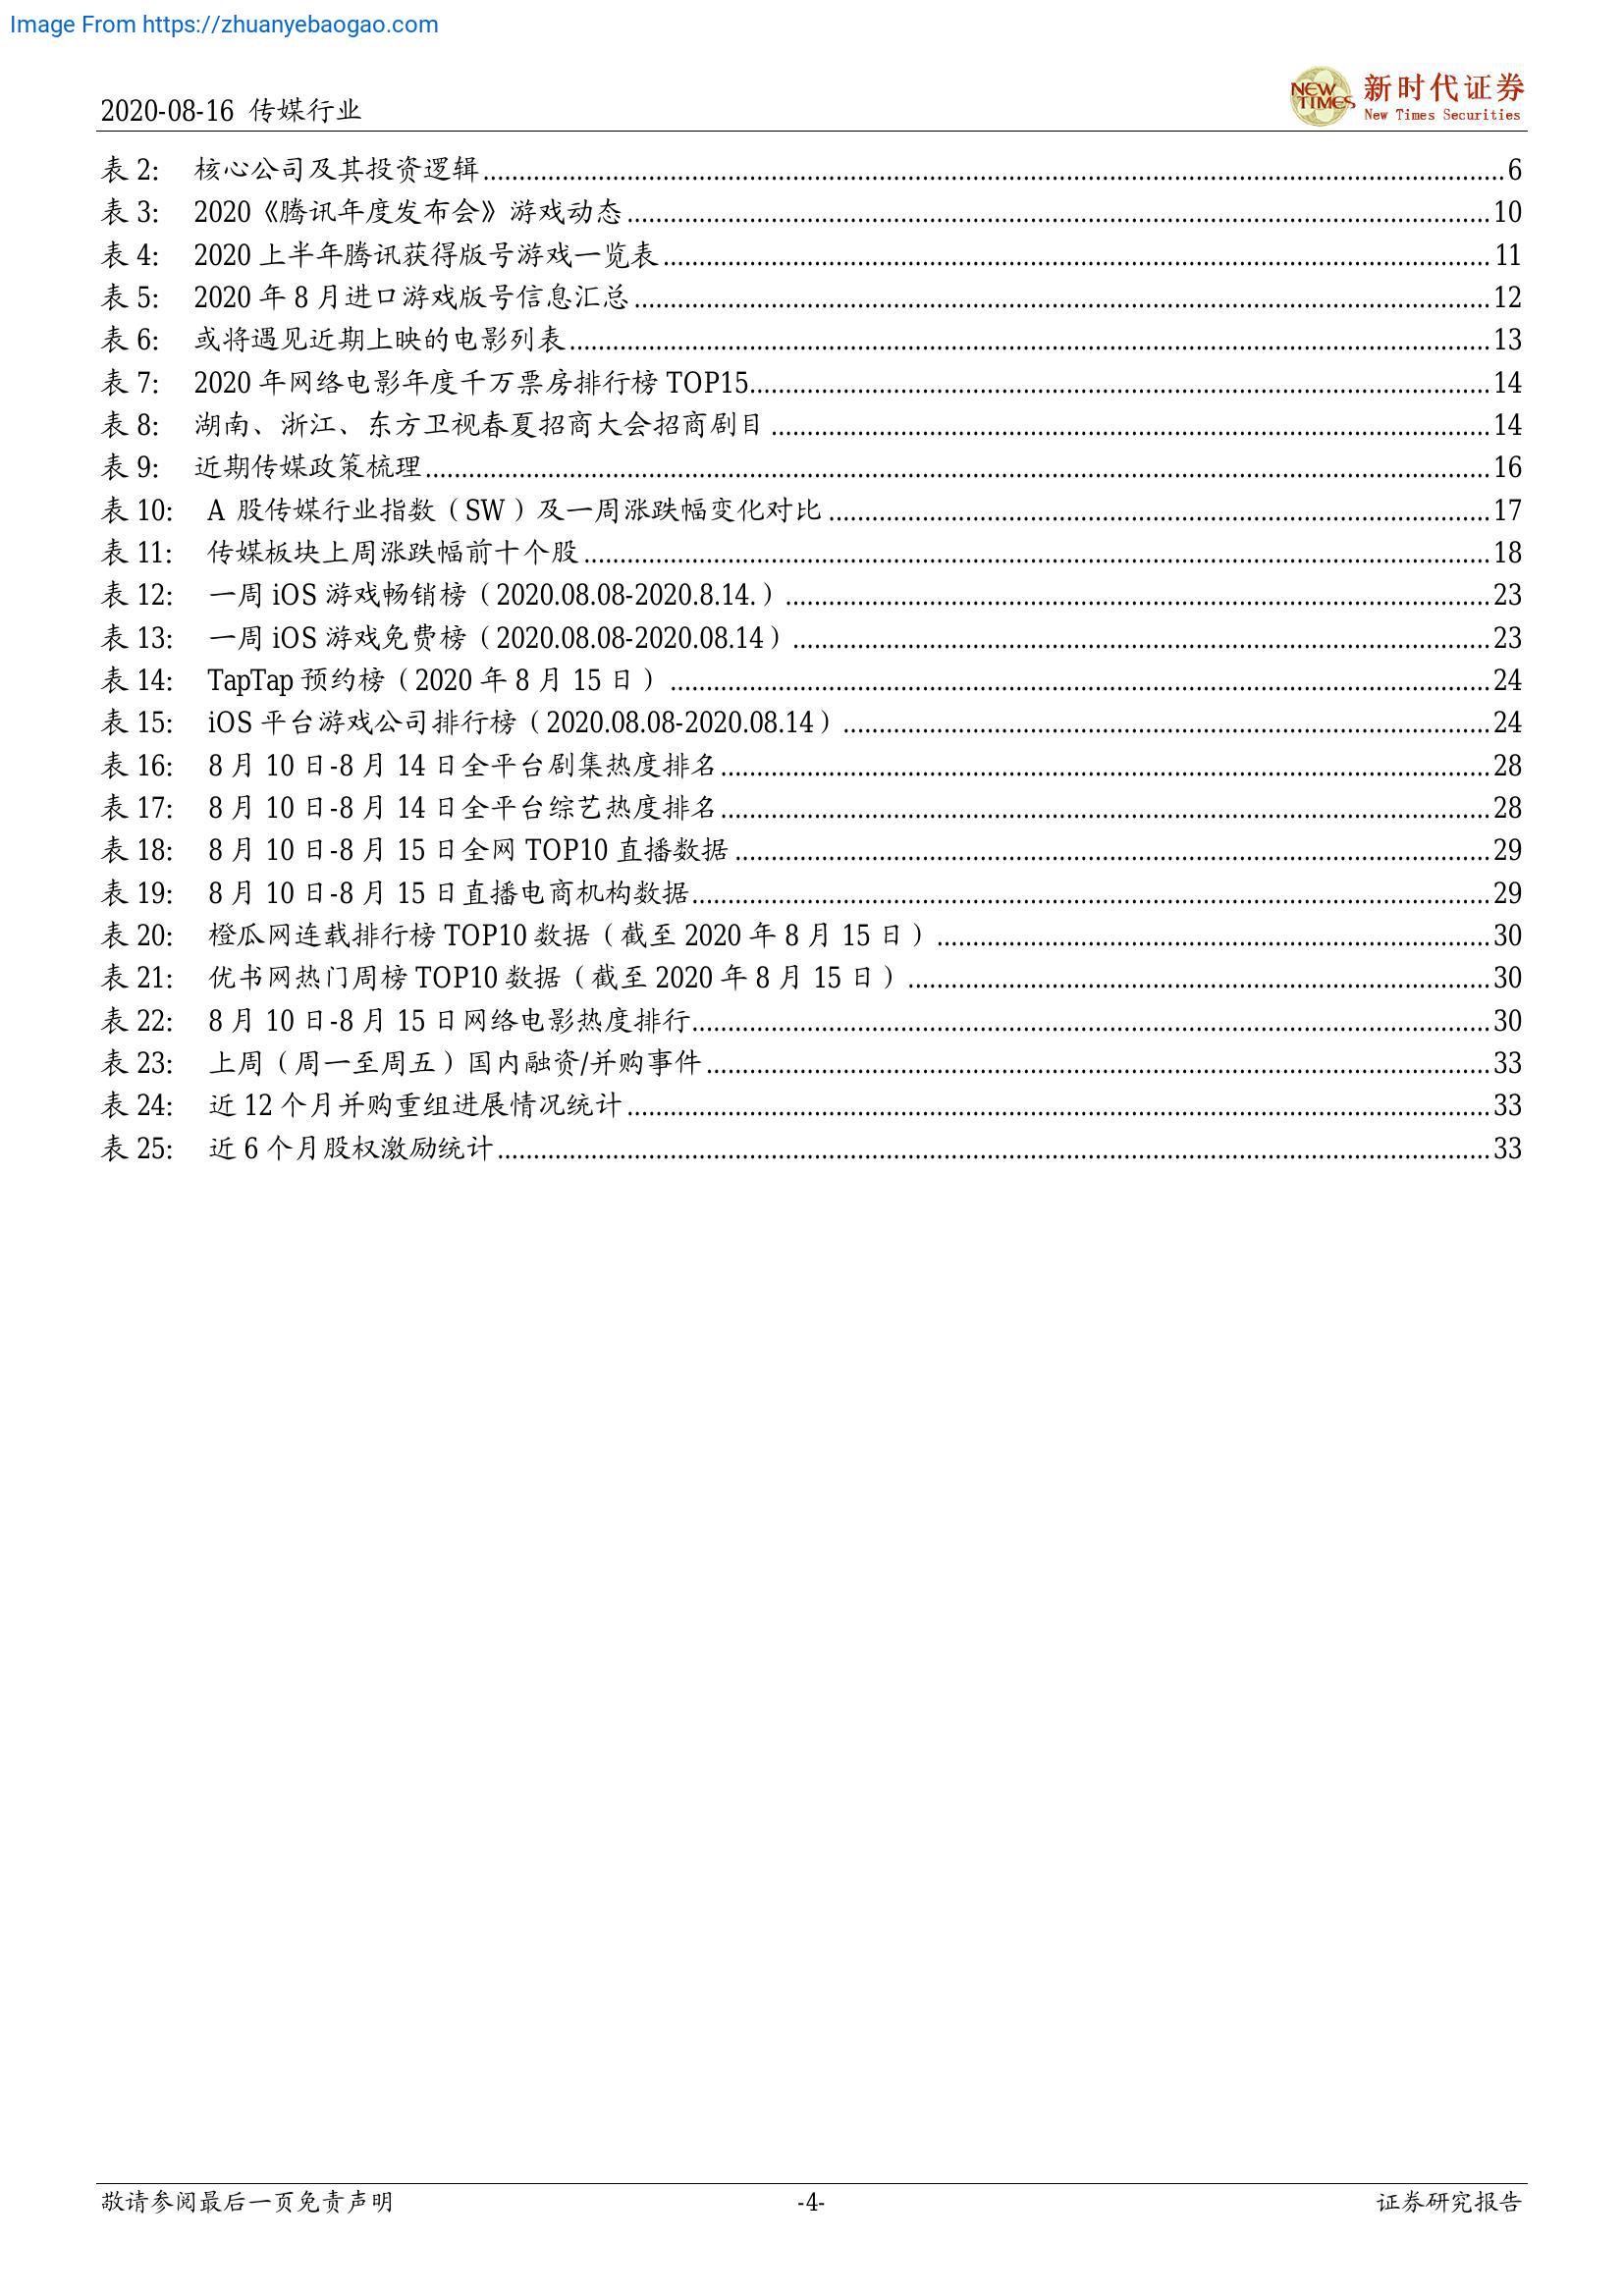 Image From https://zhuanyebaogao.com
2020-08-16 传媒行业
NEW TIMES
新时代证券
New Times Securities
表 2: 核心公司及其投资逻辑 6
表 3: 2020《腾讯年度发布会》游戏动态 10
表 4: 2020 上半年腾讯获得版号游戏一览表 11
表 5: 2020 年 8 月进口游戏版号信息汇总 12
表 6: 或将遇见近期上映的电影列表 13
表 7: 2020 年网络电影年度千万票房排行榜 TOP15 14
表 8: 湖南、浙江、东方卫视春夏招商大会招商剧目 14
表 9: 近期传媒政策梳理 16
表 10: A 股传媒行业指数（SW）及一周涨跌幅变化对比 17
表 11: 传媒板块上周涨跌幅前十个股 18
表 12: 一周 iOS 游戏畅销榜（2020.08.08-2020.8.14.） 23
表 13: 一周 iOS 游戏免费榜（2020.08.08-2020.08.14） 23
表 14: TapTap 预约榜（2020 年 8 月 15 日） 24
表 15: iOS 平台游戏公司排行榜（2020.08.08-2020.08.14） 24
表 16: 8 月 10 日-8 月 14 日全平台剧集热度排名 28
表 17: 8 月 10 日-8 月 14 日全平台综艺热度排名 28
表 18: 8 月 10 日-8 月 15 日全网 TOP10 直播数据 29
表 19: 8 月 10 日-8 月 15 日直播电商机构数据 29
表 20: 橙瓜网连载排行榜 TOP10 数据（截至 2020 年 8 月 15 日） 30
表 21: 优书网热门周榜 TOP10 数据（截至 2020 年 8 月 15 日） 30
表 22: 8 月 10 日-8 月 15 日网络电影热度排行 30
表 23: 上周（周一至周五）国内融资/并购事件 33
表 24: 近 12 个月并购重组进展情况统计 33
表 25: 近 6 个月股权激励统计 33
敬请参阅最后一页免责声明 -4- 证券研究报告